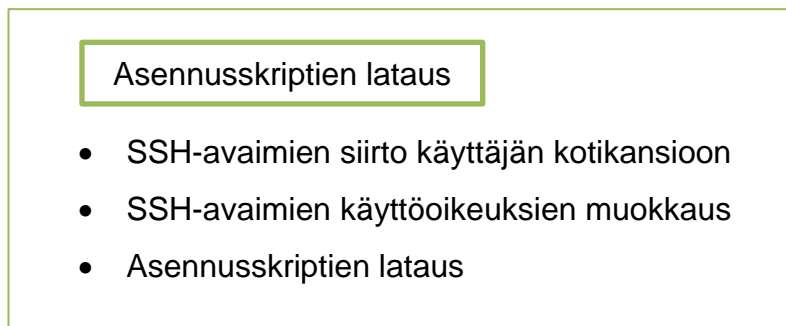 Asennusskriptien lataus
• SSH-avaimien siirto käyttäjän kotikansioon
• SSH-avaimien käyttöoikeuksien muokkaus
• Asennusskriptien lataus